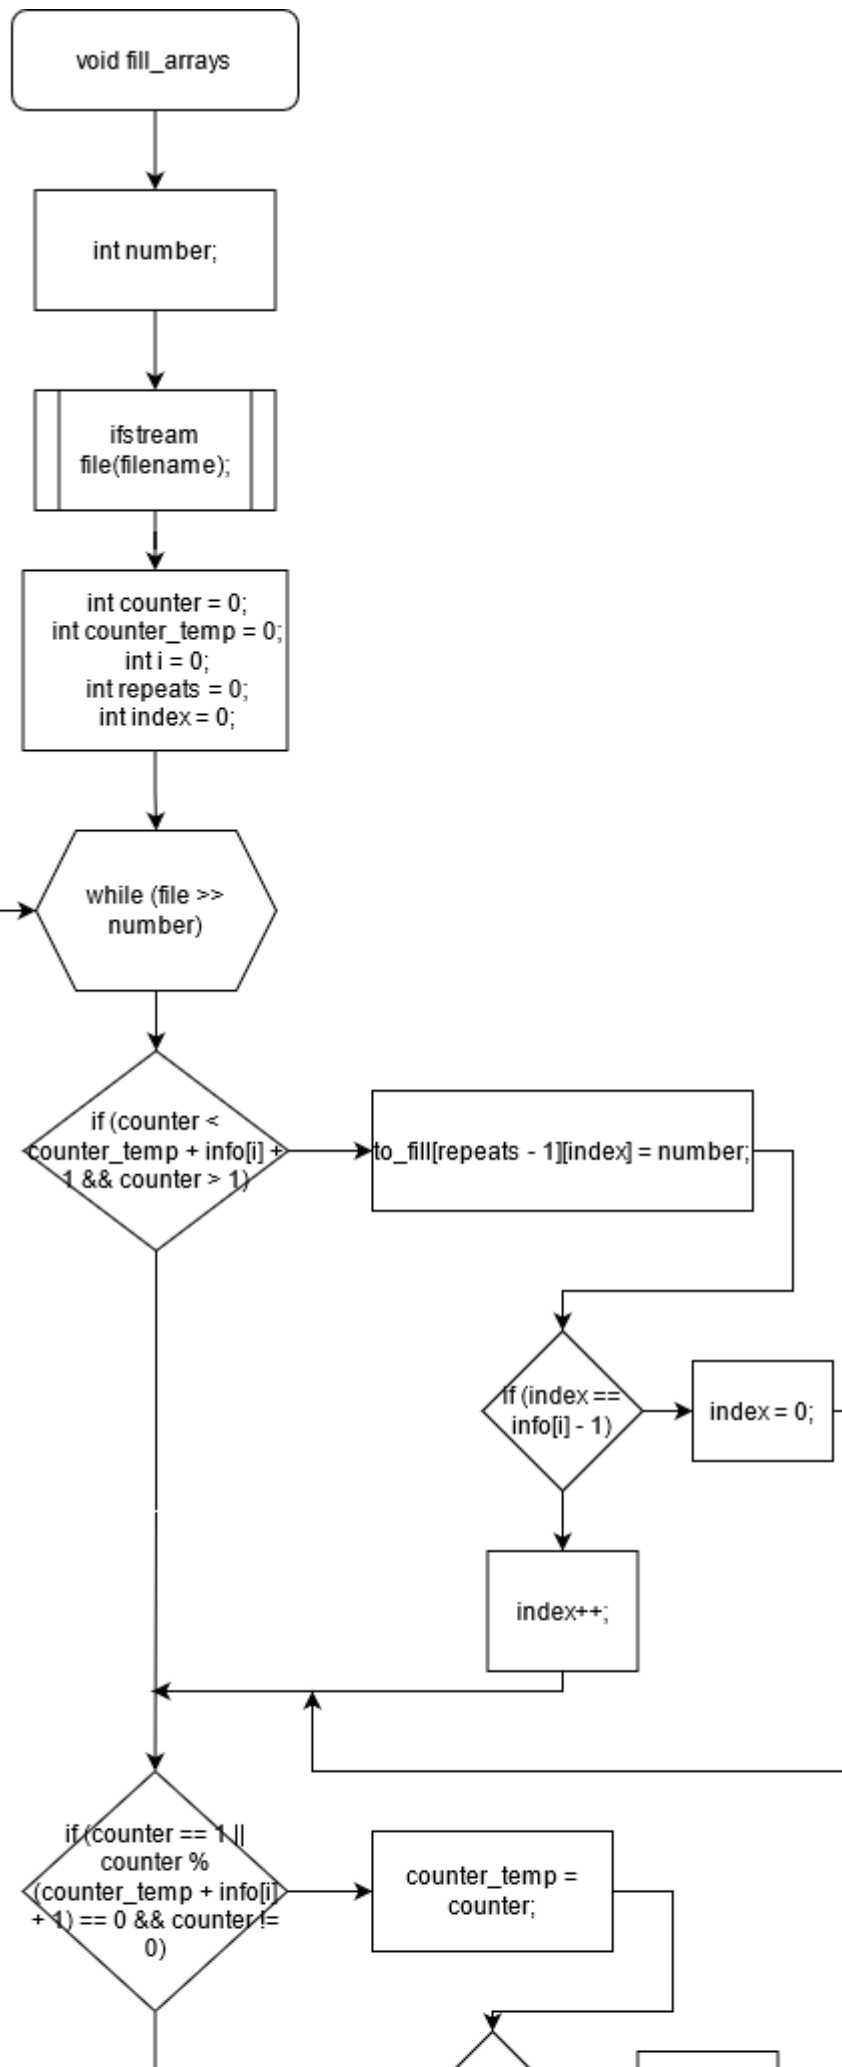 void fill_arrays
int number;
ifstream
file(filename);
int counter = 0;
int counter_temp = 0;
int i = 0;
int repeats = 0;
int index = 0;
while (file >>
number)
if (counter <
counter_temp + info[i] +
1 && counter > 1)
to_fill[repeats - 1][index] = number;
if (index ==
info[i] - 1)
index = 0;
index++;
if (counter == 1 ||
counter %
(counter_temp + info[i]
+ 1) == 0 && counter !=
0)
counter_temp =
counter;